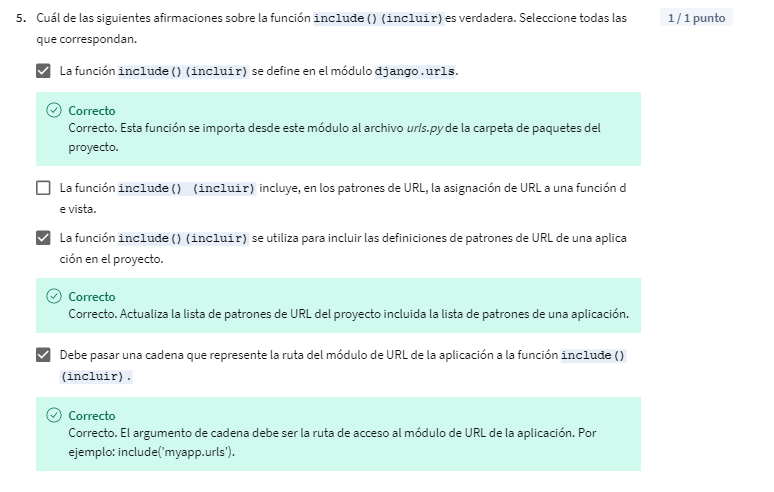 5. Cuál de las siguientes afirmaciones sobre la función include() (incluir) es verdadera. Seleccione todas las
1 / 1 punto
que correspondan.
La función include() (incluir) se define en el módulo django.urls.
Correcto
Correcto. Esta función se importa desde este módulo al archivo urls.py de la carpeta de paquetes del
proyecto.
La función include() (incluir) incluye, en los patrones de URL, la asignación de URL a una función d
e vista.
La función include() (incluir) se utiliza para incluir las definiciones de patrones de URL de una aplica
ción en el proyecto.
Correcto
Correcto. Actualiza la lista de patrones de URL del proyecto incluida la lista de patrones de una aplicación.
Debe pasar una cadena que represente la ruta del módulo de URL de la aplicación a la función include()
(incluir).
Correcto
Correcto. El argumento de cadena debe ser la ruta de acceso al módulo de URL de la aplicación. Por
ejemplo: include('myapp.urls').